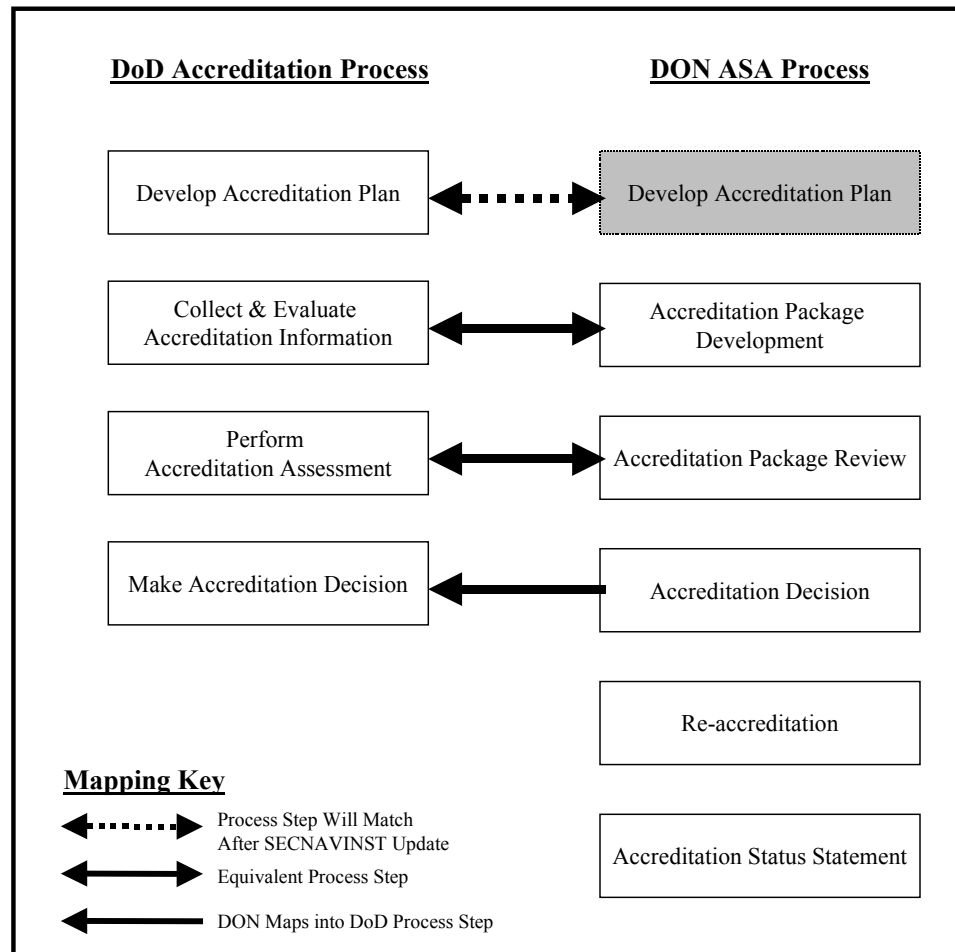 DoD Accreditation Process
DON ASA Process
Develop Accreditation Plan
Develop Accreditation Plan
Collect & Evaluate
Accreditation Information
Accreditation Package
Development
Perform
Accreditation Assessment
Accreditation Package Review
Make Accreditation Decision
Accreditation Decision
Re-accreditation
Mapping Key
Process Step Will Match
After SECNAVINST Update
Equivalent Process Step
DON Maps into DoD Process Step
Accreditation Status Statement